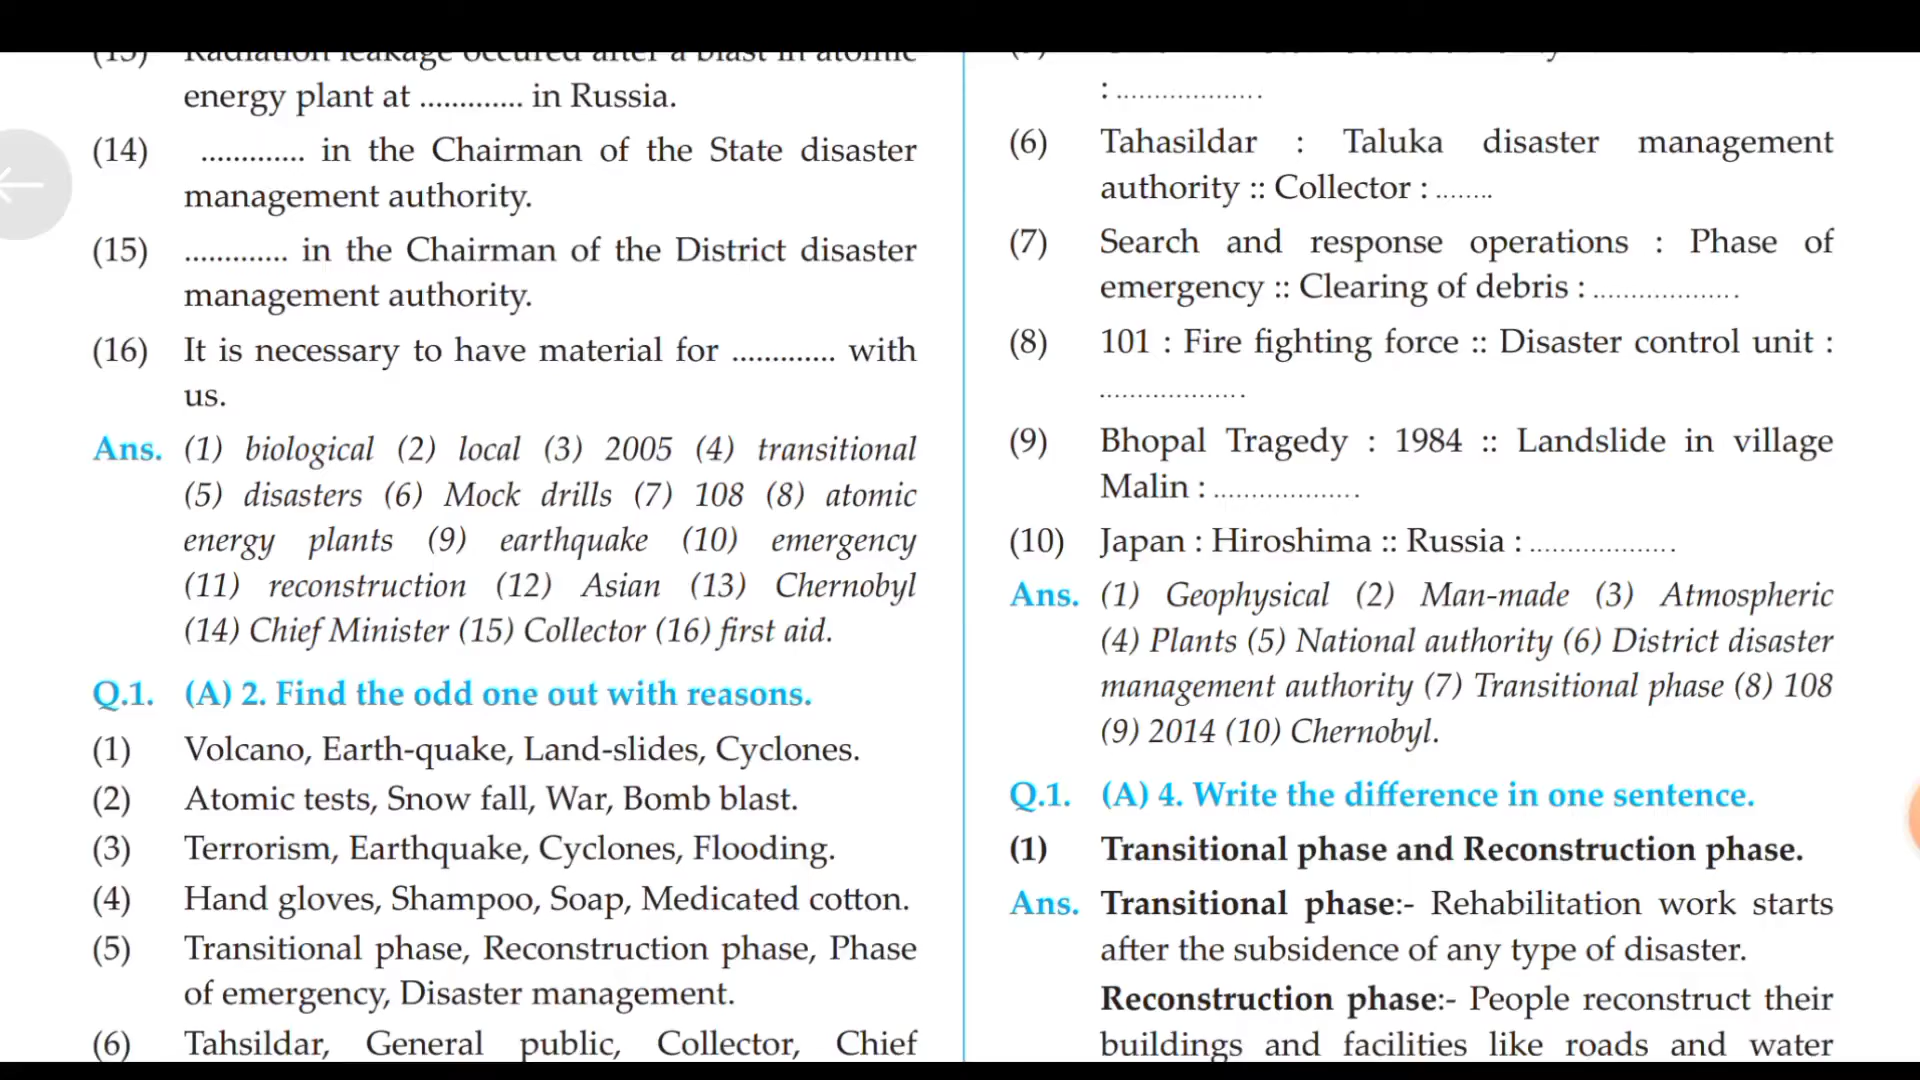 (13) Radiation leakage occured after a blast in atomic
energy plant at ............. in Russia.
(14) ............. in the Chairman of the State disaster
management authority.
(15) ............. in the Chairman of the District disaster
management authority.
(16) It is necessary to have material for ............. with
us.
Ans. (1) biological (2) local (3) 2005 (4) transitional
(5) disasters (6) Mock drills (7) 108 (8) atomic
energy plants (9) earthquake (10) emergency
(11) reconstruction (12) Asian (13) Chernobyl
(14) Chief Minister (15) Collector (16) first aid.
Q.1. (A) 2. Find the odd one out with reasons.
(1) Volcano, Earth-quake, Land-slides, Cyclones.
(2) Atomic tests, Snow fall, War, Bomb blast.
(3) Terrorism, Earthquake, Cyclones, Flooding.
(4) Hand gloves, Shampoo, Soap, Medicated cotton.
(5) Transitional phase, Reconstruction phase, Phase
of emergency, Disaster management.
(6) Tahsildar, General public, Collector, Chief
: ...................
(6) Tahasildar : Taluka disaster management
authority :: Collector : ........
(7) Search and response operations : Phase of
emergency :: Clearing of debris : ...................
(8) 101 : Fire fighting force :: Disaster control unit :
...................
(9) Bhopal Tragedy : 1984 :: Landslide in village
Malin : ...................
(10) Japan : Hiroshima :: Russia : ...................
Ans. (1) Geophysical (2) Man-made (3) Atmospheric
(4) Plants (5) National authority (6) District disaster
management authority (7) Transitional phase (8) 108
(9) 2014 (10) Chernobyl.
Q.1. (A) 4. Write the difference in one sentence.
(1) Transitional phase and Reconstruction phase.
Ans. Transitional phase:- Rehabilitation work starts
after the subsidence of any type of disaster.
Reconstruction phase:- People reconstruct their
buildings and facilities like roads and water